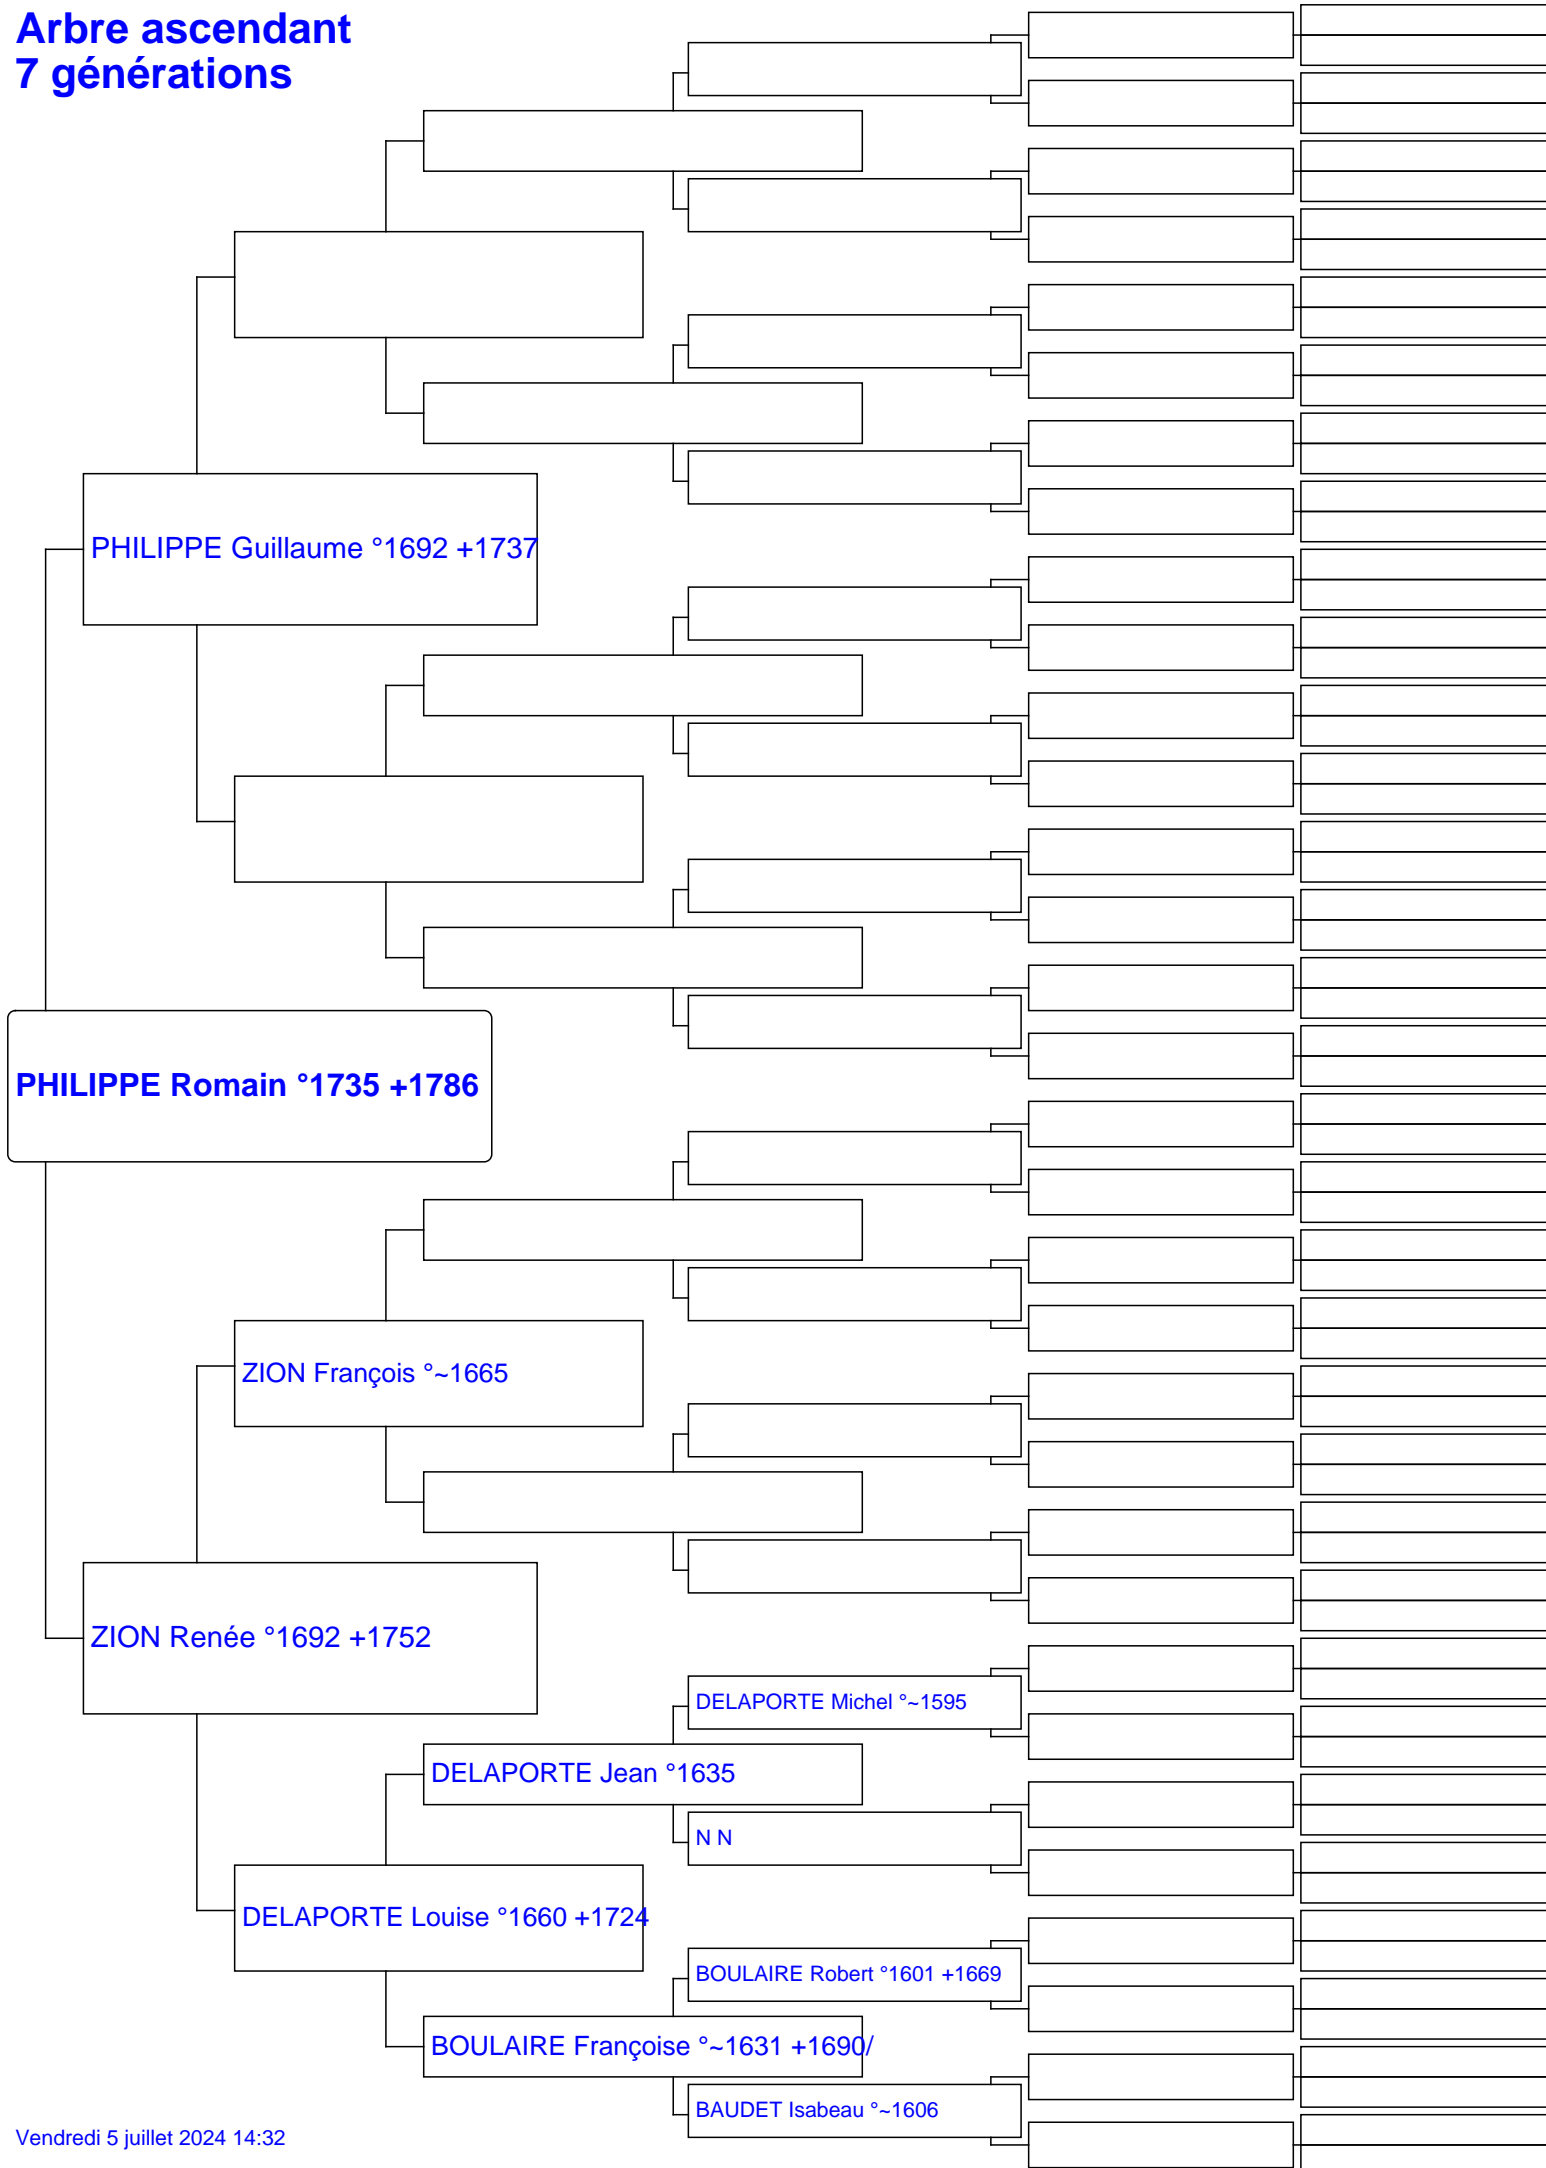 Arbre ascendant
7 générations
PHILIPPE Guillaume °1692 +1737
PHILIPPE Romain °1735 +1786
ZION François °~1665
ZION Renée °1692 +1752
DELAPORTE Michel °~1595
DELAPORTE Jean °1635
N N
DELAPORTE Louise °1660 +1724
BOULAIRE Robert °1601 +1669
BOULAIRE Françoise °~1631 +1690/
BAUDET Isabeau °~1606
Vendredi 5 juillet 2024 14:32